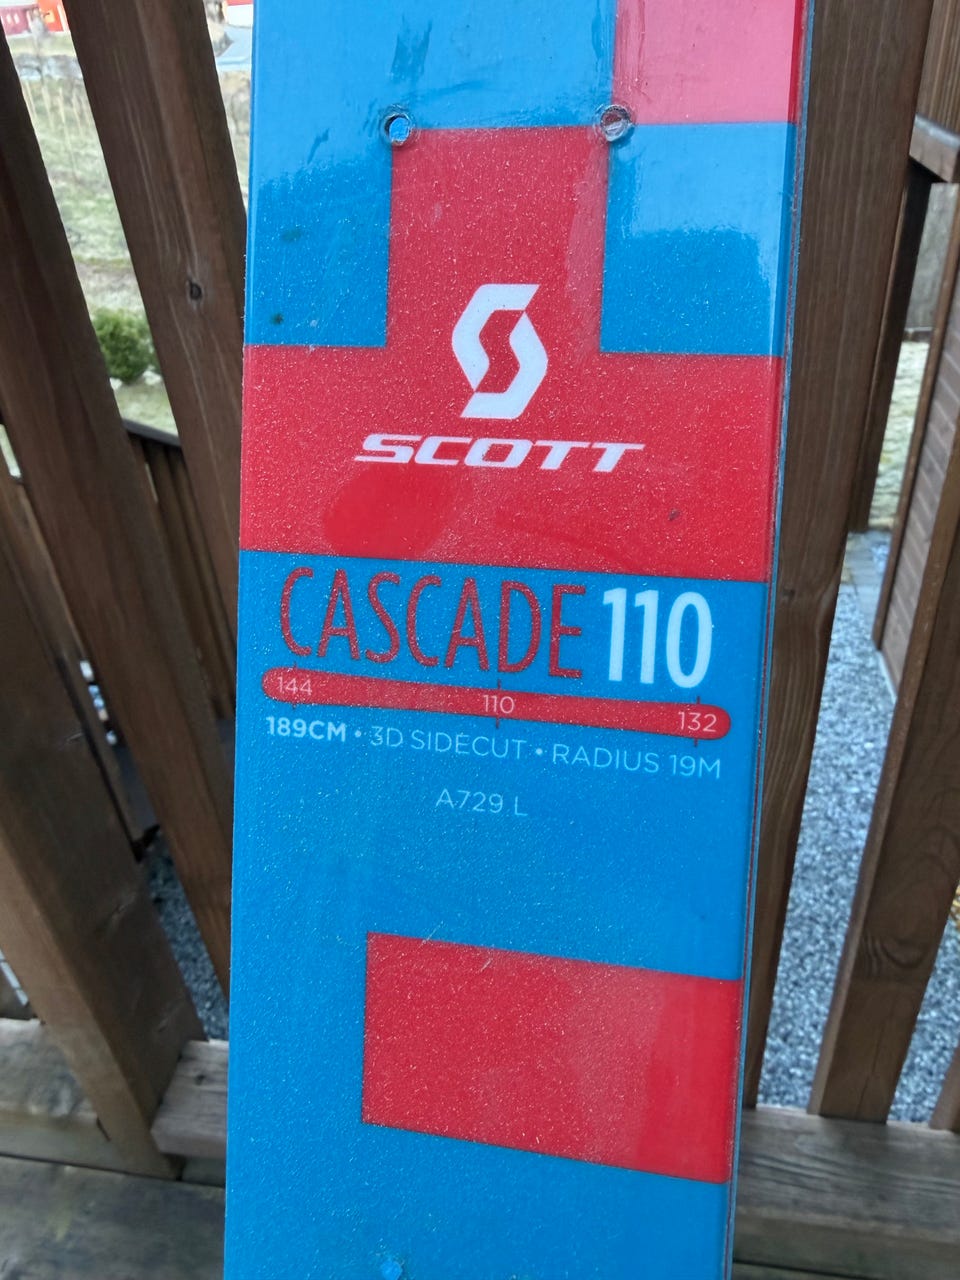 SCOTT
CASCADE 110
144 110 132
189CM • 3D SIDECUT • RADIUS 19M
A729 L